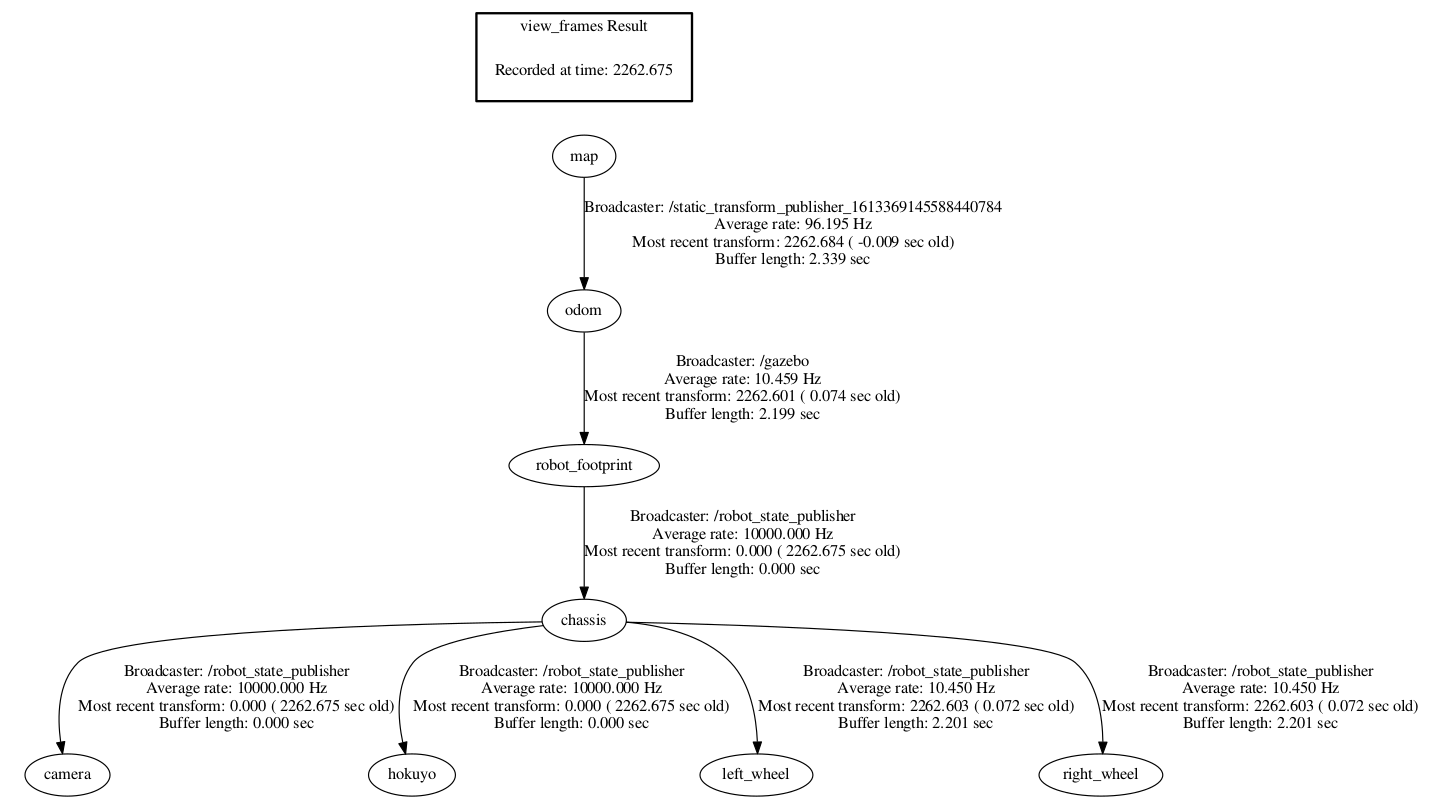 view_frames Result
Recorded at time: 2262.675
map
Broadcaster: /static_transform_publisher_1613369145588440784
Average rate: 96.195 Hz
Most recent transform: 2262.684 ( -0.009 sec old)
Buffer length: 2.339 sec
odom
Broadcaster: /gazebo
Average rate: 10.459 Hz
Most recent transform: 2262.601 ( 0.074 sec old)
Buffer length: 2.199 sec
robot_footprint
Broadcaster: /robot_state_publisher
Average rate: 10000.000 Hz
Most recent transform: 0.000 ( 2262.675 sec old)
Buffer length: 0.000 sec
chassis
Broadcaster: /robot_state_publisher
Average rate: 10000.000 Hz
Most recent transform: 0.000 ( 2262.675 sec old)
Buffer length: 0.000 sec
Broadcaster: /robot_state_publisher
Average rate: 10000.000 Hz
Most recent transform: 0.000 ( 2262.675 sec old)
Buffer length: 0.000 sec
Broadcaster: /robot_state_publisher
Average rate: 10.450 Hz
Most recent transform: 2262.603 ( 0.072 sec old)
Buffer length: 2.201 sec
Broadcaster: /robot_state_publisher
Average rate: 10.450 Hz
Most recent transform: 2262.603 ( 0.072 sec old)
Buffer length: 2.201 sec
camera
hokuyo
left_wheel
right_wheel